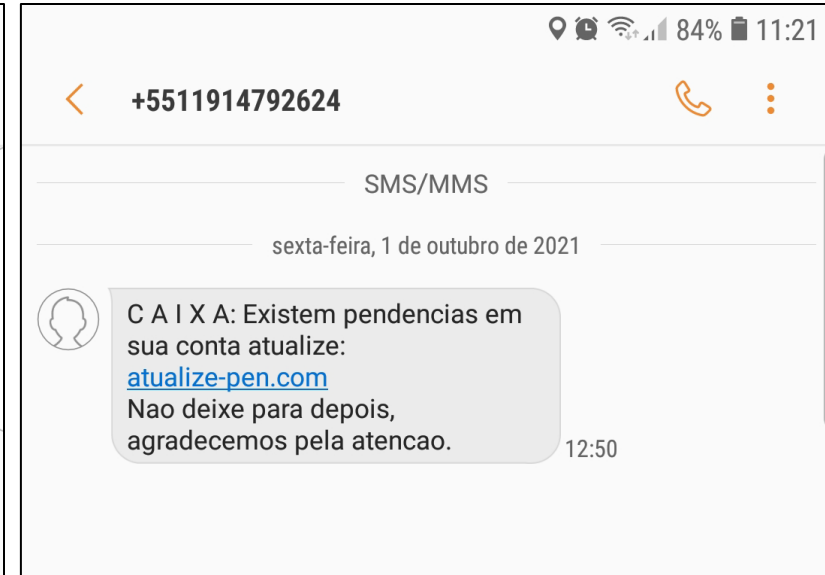 84% 11:21
+5511914792624
SMS/MMS
sexta-feira, 1 de outubro de 2021
C A I X A: Existem pendencias em
sua conta atualize:
atualize-pen.com
Nao deixe para depois,
agradecemos pela atencao.
12:50